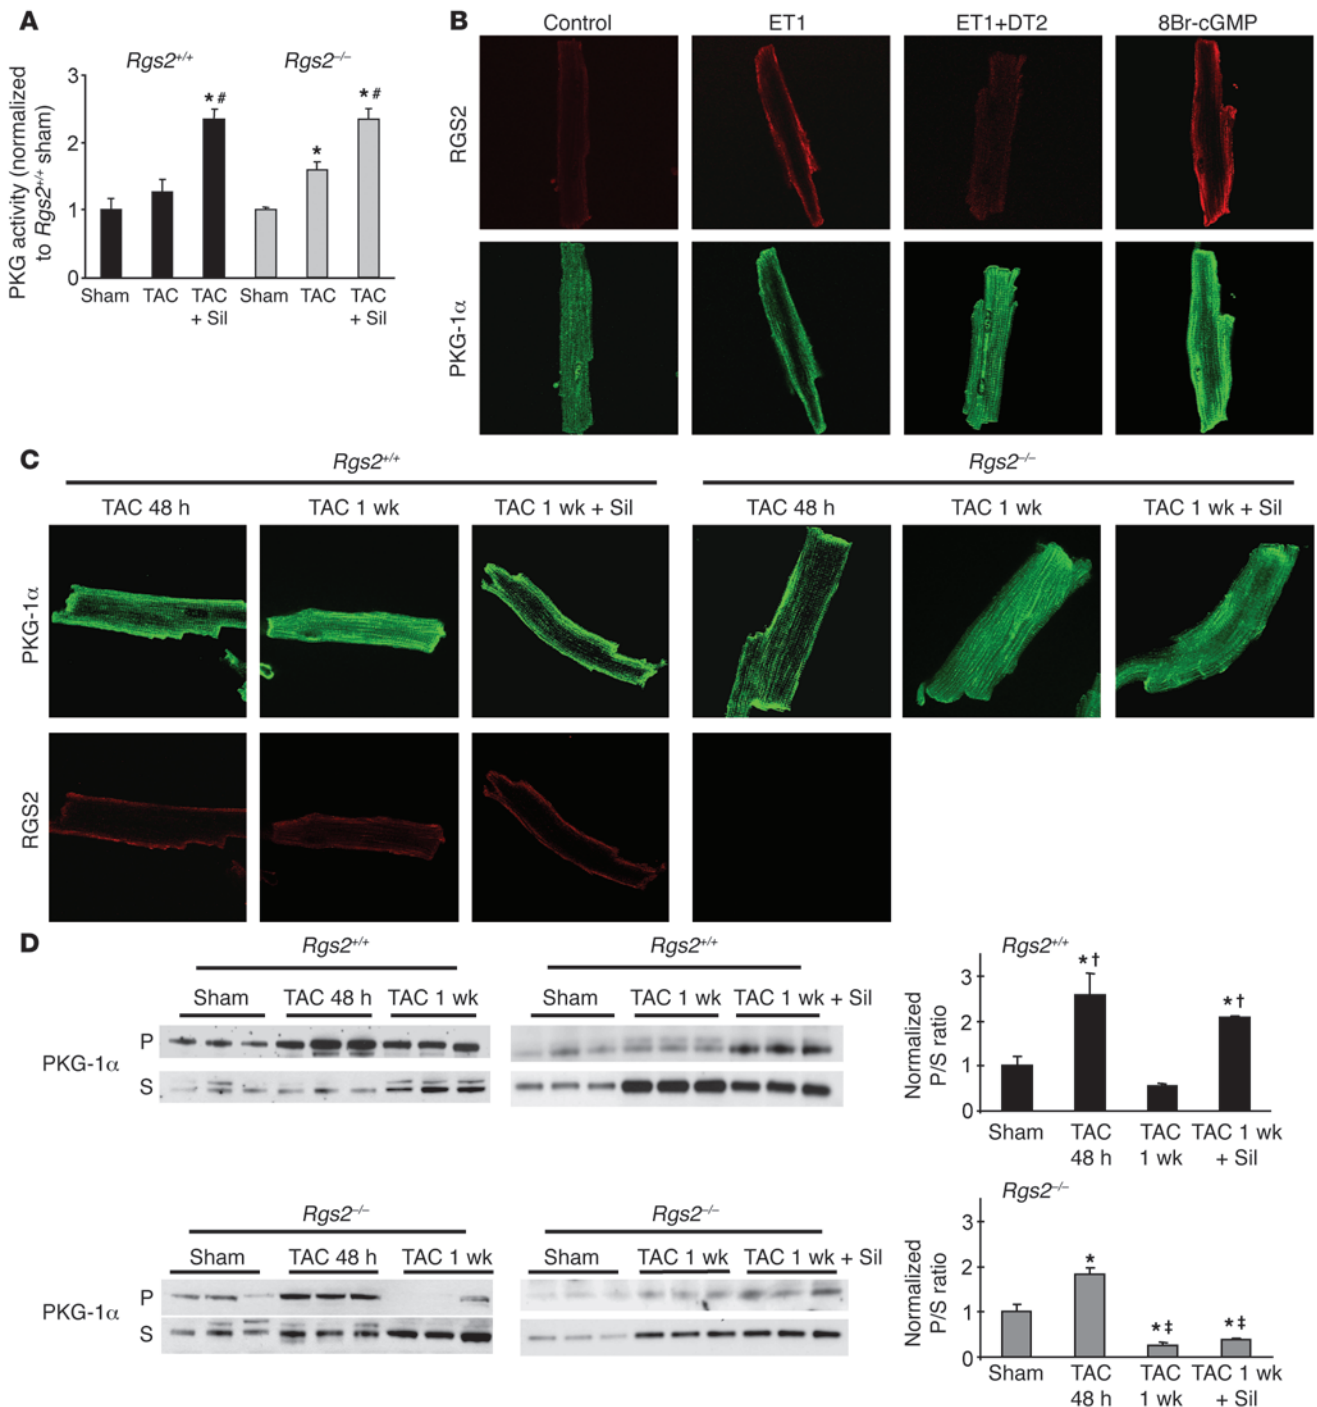 A
Rgs2+/+
Rgs2–/–
PKG activity (normalized
to Rgs2+/+ sham)
3
2
1
0
* #
*
* #
Sham TAC TAC Sham TAC TAC
+ Sil + Sil
B
Control ET1 ET1+DT2 8Br-cGMP
RGS2
PKG-1α
C
Rgs2+/+ Rgs2–/–
TAC 48 h TAC 1 wk TAC 1 wk + Sil TAC 48 h TAC 1 wk TAC 1 wk + Sil
PKG-1α
RGS2
D
Rgs2+/+ Rgs2+/+
Sham TAC 48 h TAC 1 wk Sham TAC 1 wk TAC 1 wk + Sil
PKG-1α
P
S
Rgs2+/+
Normalized
P/S ratio
3
2
1
0
*†
*†
Sham TAC TAC TAC 1 wk
48 h 1 wk + Sil
Rgs2–/– Rgs2–/–
Sham TAC 48 h TAC 1 wk Sham TAC 1 wk TAC 1 wk + Sil
PKG-1α
P
S
Rgs2–/–
Normalized
P/S ratio
3
2
1
0
*
*‡
*‡
Sham TAC TAC TAC 1 wk
48 h 1 wk + Sil